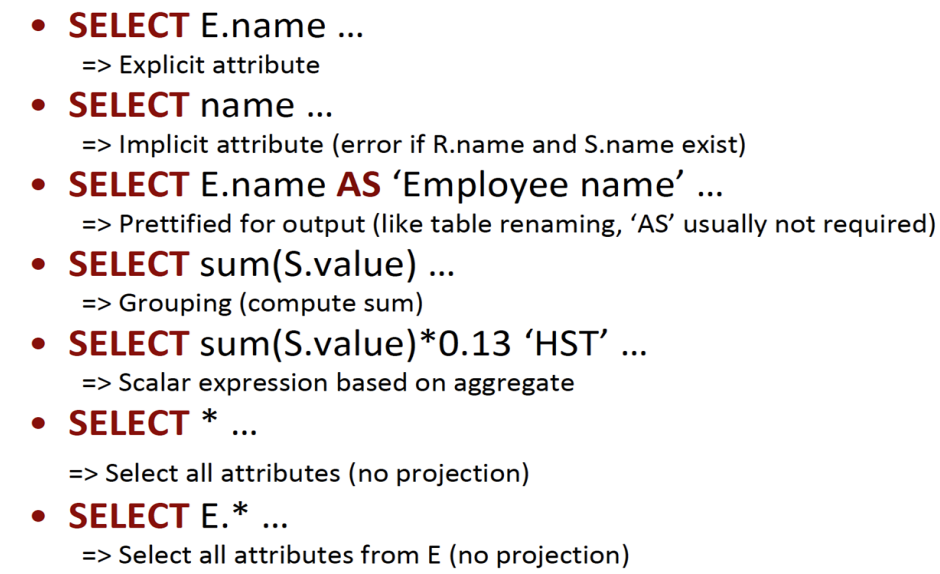 • SELECT E.name …
=> Explicit attribute
• SELECT name …
=> Implicit attribute (error if R.name and S.name exist)
• SELECT E.name AS ‘Employee name’ …
=> Prettified for output (like table renaming, ‘AS’ usually not required)
• SELECT sum(S.value) …
=> Grouping (compute sum)
• SELECT sum(S.value)*0.13 ‘HST’ …
=> Scalar expression based on aggregate
• SELECT * …
=> Select all attributes (no projection)
• SELECT E.* …
=> Select all attributes from E (no projection)